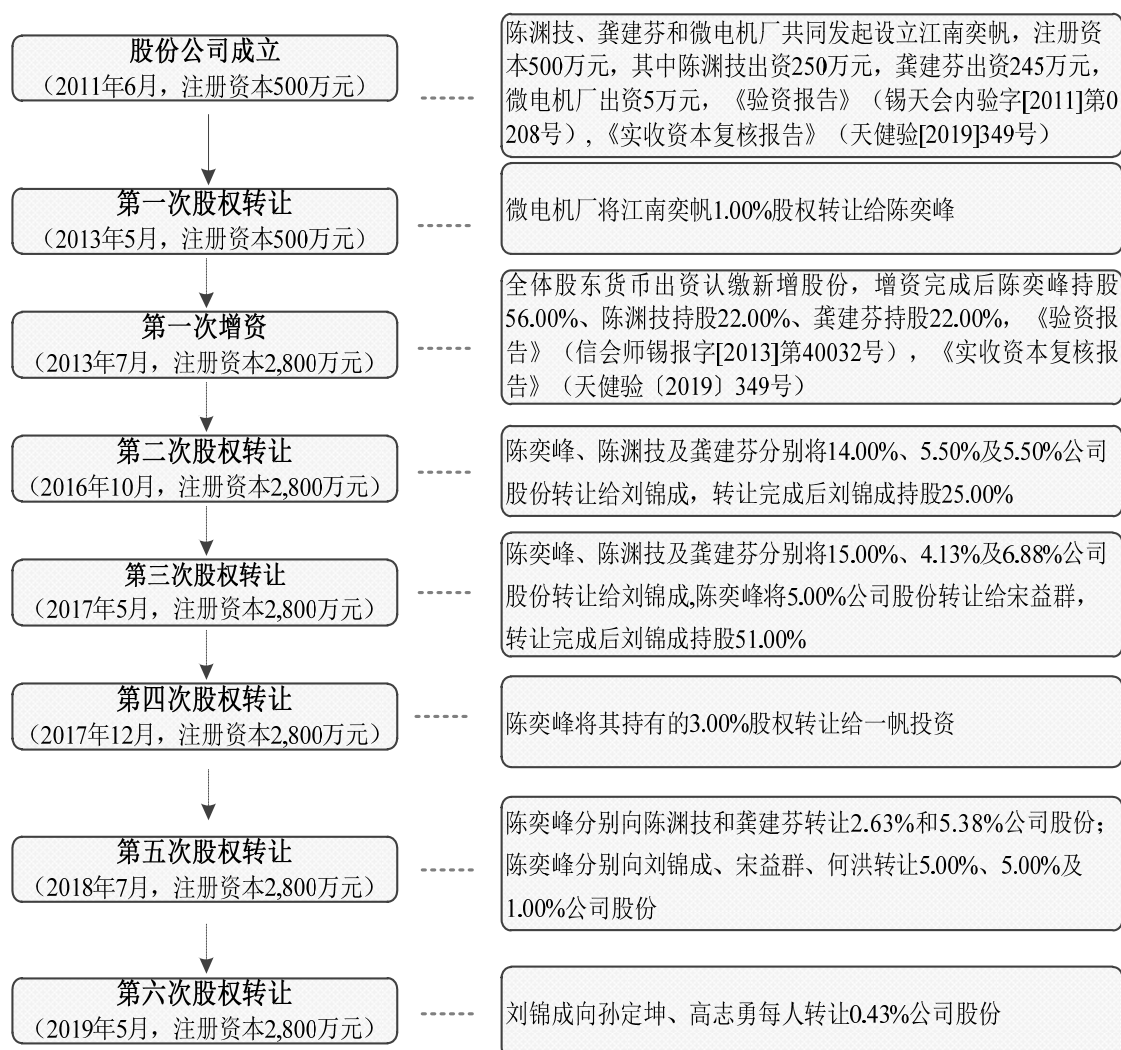 股份公司成立
（2011年6月，注册资本500万元）
陈渊技、龚建芬和微电机厂共同发起设立江南奕帆，注册资
本500万元，其中陈渊技出资250万元，龚建芬出资245万元，
微电机厂出资5万元，《验资报告》（锡天会内验字[2011]第0
208号），《实收资本复核报告》（天健验[2019]349号）
第一次股权转让
（2013年5月，注册资本500万元）
微电机厂将江南奕帆1.00%股权转让给陈奕峰
第一次增资
（2013年7月，注册资本2,800万元）
全体股东货币出资认缴新增股份，增资完成后陈奕峰持股
56.00%、陈渊技持股22.00%、龚建芬持股22.00%，《验资报
告》（信会师锡报字[2013]第40032号），《实收资本复核报
告》（天健验〔2019〕349号）
第二次股权转让
（2016年10月，注册资本2,800万元）
陈奕峰、陈渊技及龚建芬分别将14.00%、5.50%及5.50%公司
股份转让给刘锦成，转让完成后刘锦成持股25.00%
第三次股权转让
（2017年5月，注册资本2,800万元）
陈奕峰、陈渊技及龚建芬分别将15.00%、4.13%及6.88%公司
股份转让给刘锦成,陈奕峰将5.00%公司股份转让给宋益群，
转让完成后刘锦成持股51.00%
第四次股权转让
（2017年12月，注册资本2,800万元）
陈奕峰将其持有的3.00%股权转让给一帆投资
第五次股权转让
（2018年7月，注册资本2,800万元）
陈奕峰分别向陈渊技和龚建芬转让2.63%和5.38%公司股份；
陈奕峰分别向刘锦成、宋益群、何洪转让5.00%、5.00%及
1.00%公司股份
第六次股权转让
（2019年5月，注册资本2,800万元）
刘锦成向孙定坤、高志勇每人转让0.43%公司股份